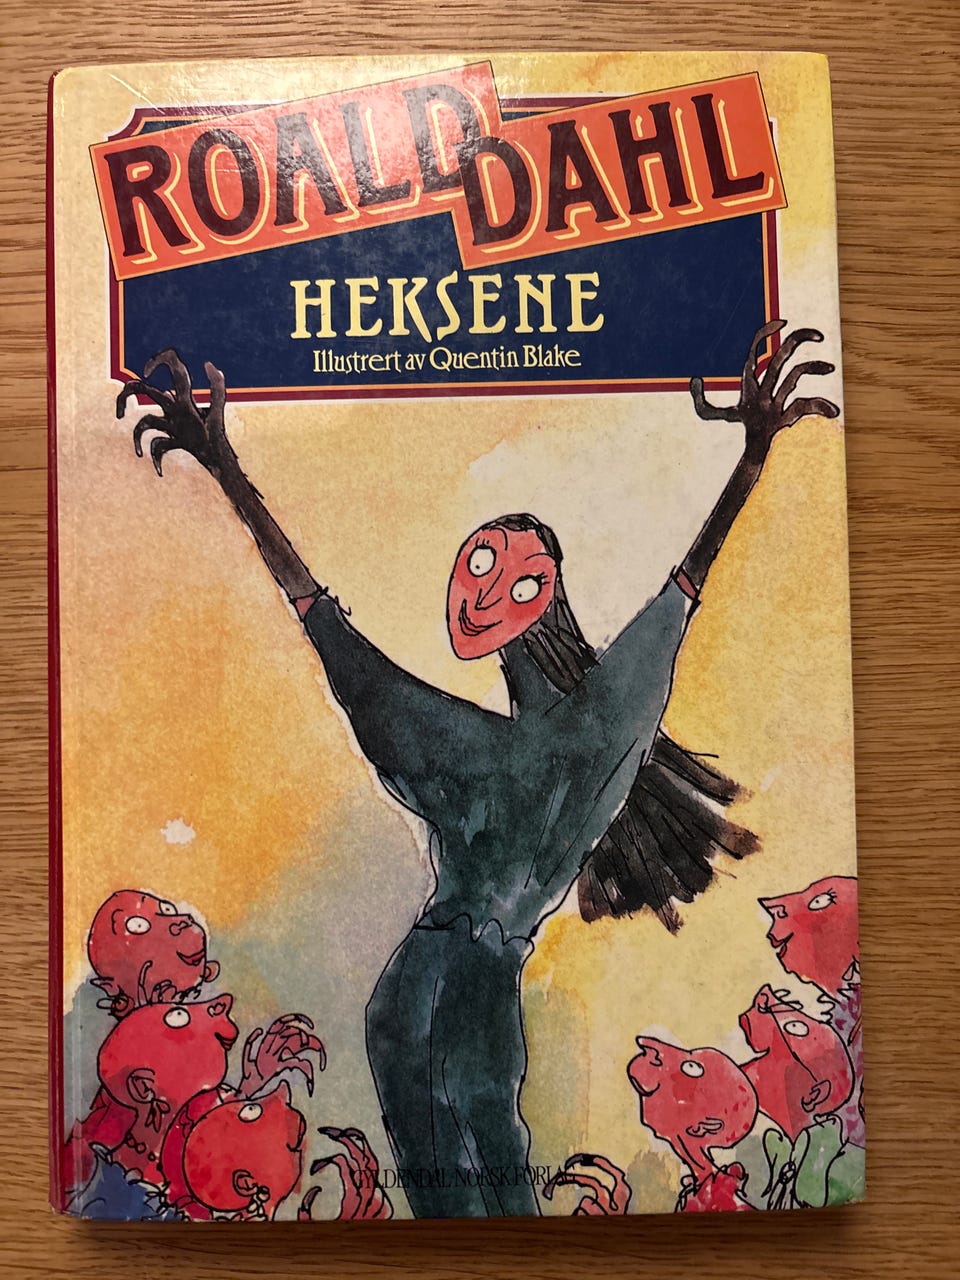 ROALD DAHL
HEKSENE
Illustrert av Quentin Blake
GYLDENDAL NORSK FORLAG